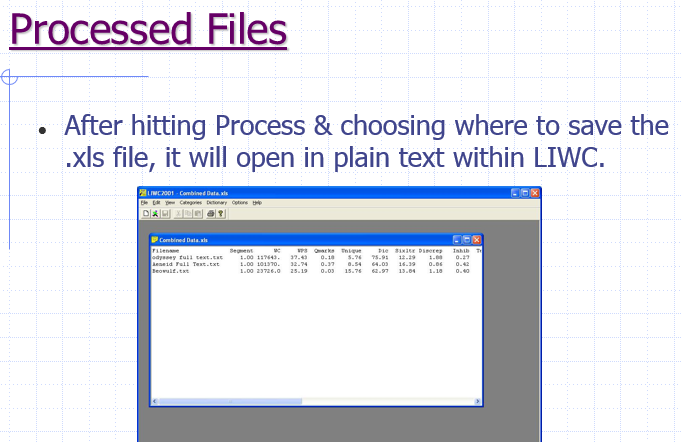 Processed Files
• After hitting Process & choosing where to save the
.xls file, it will open in plain text within LIWC.
LIWC2001 - Combined Data.xls
File Edit View Categories Dictionary Options Help
Combined Data.xls
Filename Segment WC WPS Qmarks Unique Dic Sixltr Discrep Inhib
odyssey full text.txt 1.00 117643. 37.43 0.18 5.76 75.91 12.29 1.88 0.27
Aeneid Full Text.txt 1.00 101370. 32.74 0.37 8.54 64.03 16.39 0.86 0.42
Beowulf.txt 1.00 23726.0 25.19 0.03 15.76 62.97 13.84 1.18 0.40